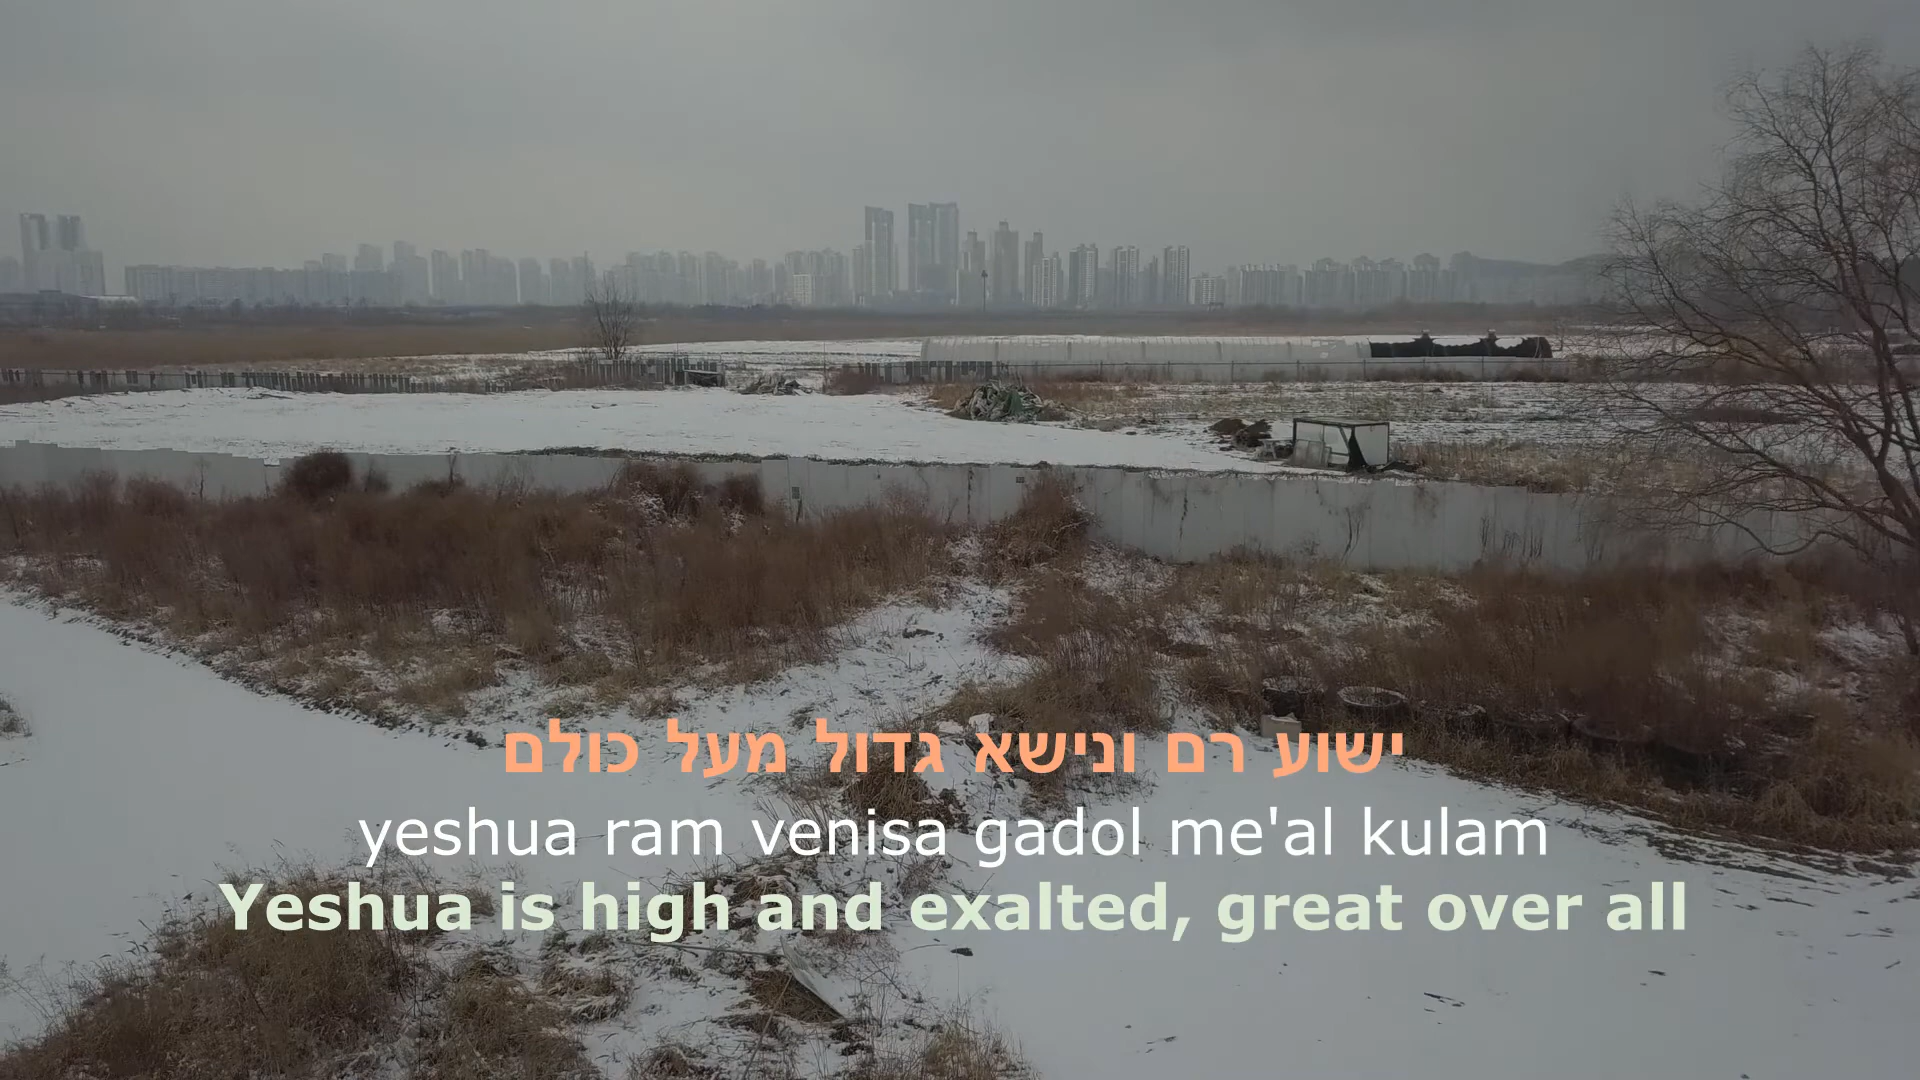 ישוע רם ונישא גדול מעל כולם
yeshua ram venisa gadol me'al kulam
Yeshua is high and exalted, great over all